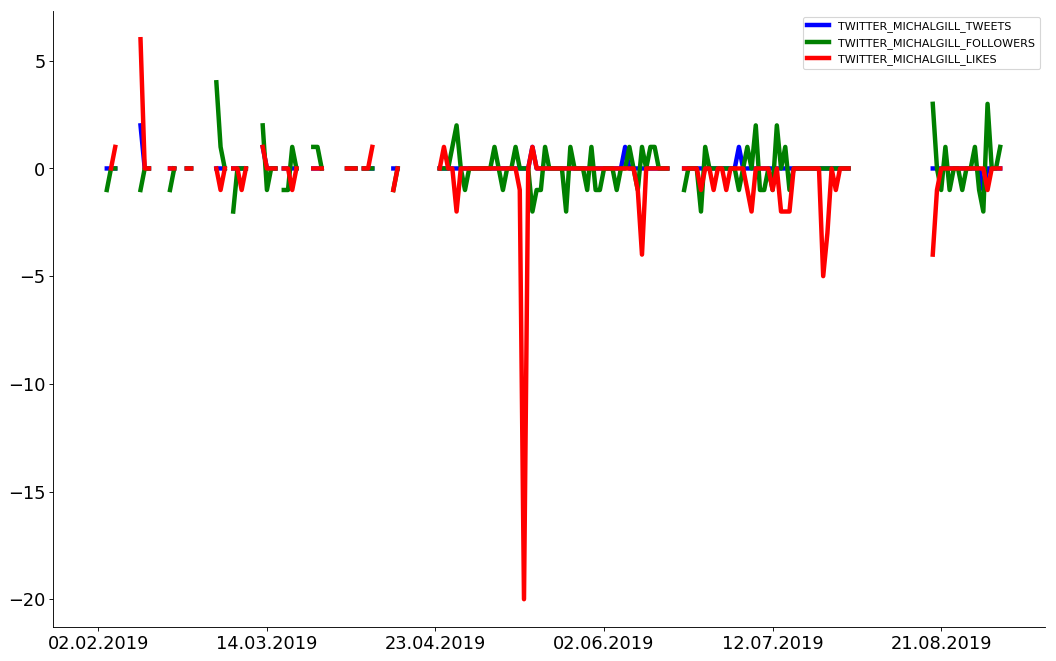 TWITTER_MICHALGILL_TWEETS
TWITTER_MICHALGILL_FOLLOWERS
TWITTER_MICHALGILL_LIKES
5
0
−5
−10
−15
−20
02.02.2019 14.03.2019 23.04.2019 02.06.2019 12.07.2019 21.08.2019